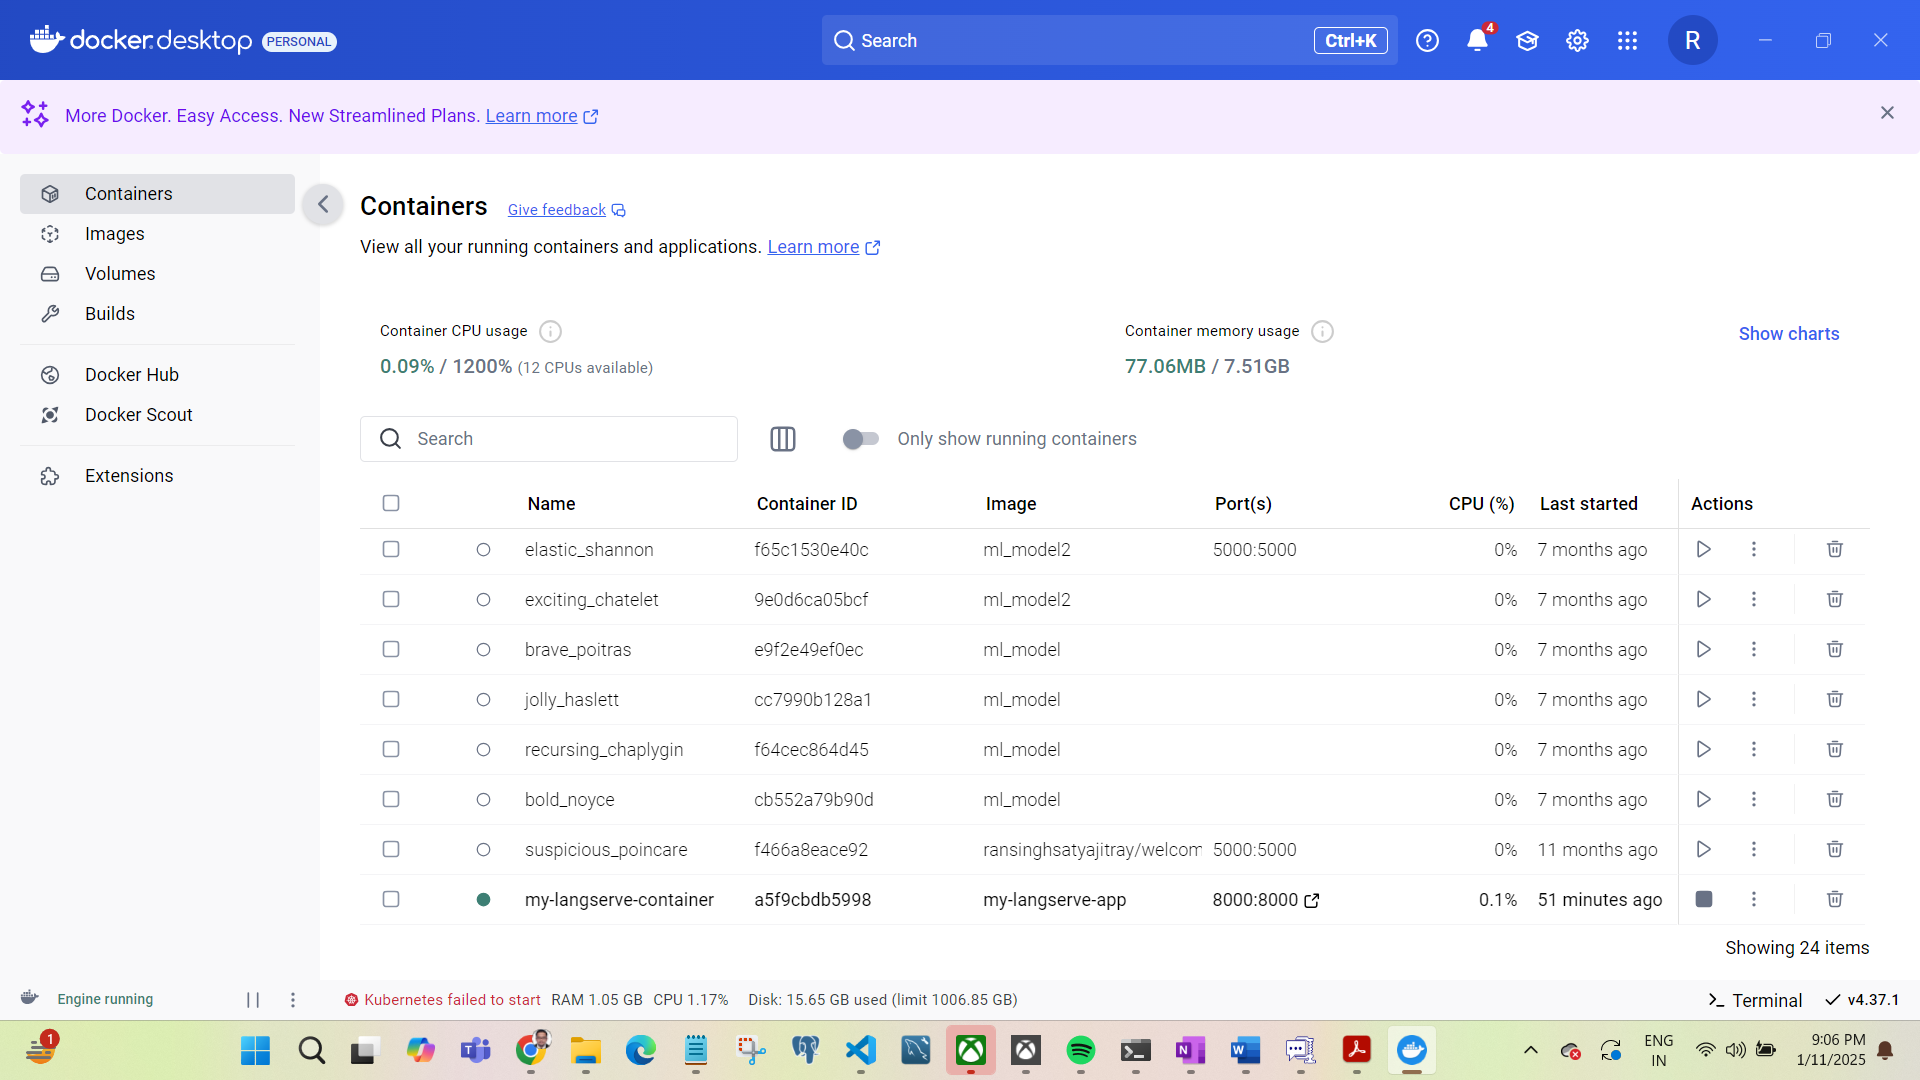 docker.desktop PERSONAL
Search Ctrl+K
4
R
More Docker. Easy Access. New Streamlined Plans. Learn more
Containers
Images
Volumes
Builds
Docker Hub
Docker Scout
Extensions
Containers Give feedback
View all your running containers and applications. Learn more
Container CPU usage
0.09% / 1200% (12 CPUs available)
Container memory usage
77.06MB / 7.51GB
Show charts
Search
Only show running containers
Name Container ID Image Port(s) CPU (%) Last started Actions
elastic_shannon f65c1530e40c ml_model2 5000:5000 0% 7 months ago
exciting_chatelet 9e0d6ca05bcf ml_model2 0% 7 months ago
brave_poitras e9f2e49ef0ec ml_model 0% 7 months ago
jolly_haslett cc7990b128a1 ml_model 0% 7 months ago
recursing_chaplygin f64cec864d45 ml_model 0% 7 months ago
bold_noyce cb552a79b90d ml_model 0% 7 months ago
suspicious_poincare f466a8eace92 ransinghsatyajitray/welcom 5000:5000 0% 11 months ago
my-langserve-container a5f9cbdb5998 my-langserve-app 8000:8000 0.1% 51 minutes ago
Showing 24 items
Engine running
Kubernetes failed to start RAM 1.05 GB CPU 1.17% Disk: 15.65 GB used (limit 1006.85 GB)
Terminal v4.37.1
1
ENG
IN
9:06 PM
1/11/2025